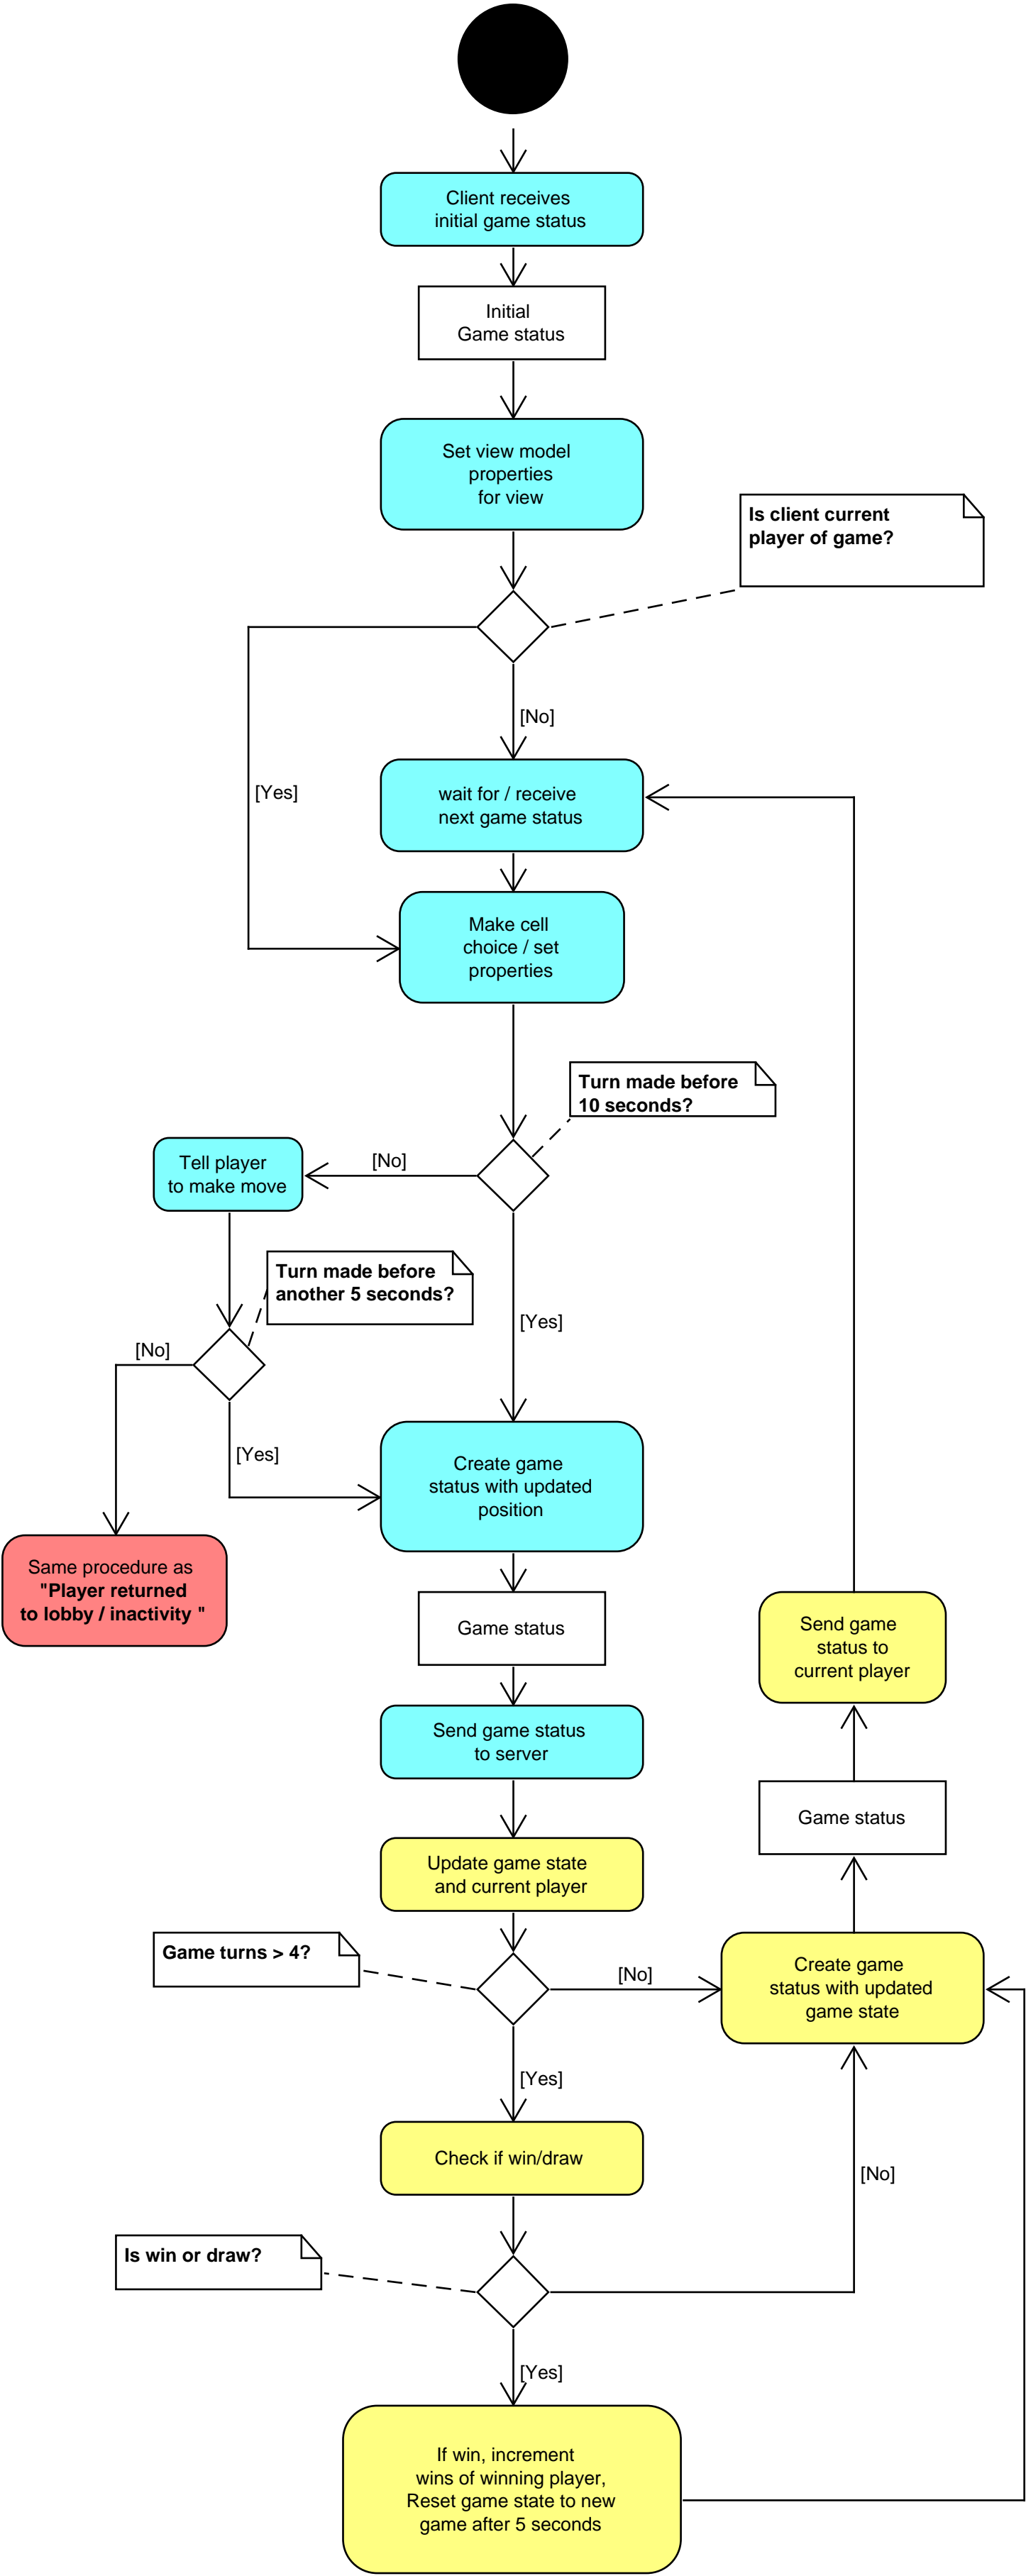 Client receives
initial game status
Initial
Game status
Set view model
properties
for view
Is client current
player of game?
[No]
[Yes]
wait for / receive
next game status
Make cell
choice / set
properties
Turn made before
10 seconds?
[No]
Tell player
to make move
Turn made before
another 5 seconds?
[Yes]
[No]
[Yes]
Create game
status with updated
position
Same procedure as
"Player returned
to lobby / inactivity "
Game status
Send game
status to
current player
Send game status
to server
Game status
Update game state
and current player
Game turns > 4?
[No]
Create game
status with updated
game state
[Yes]
Check if win/draw
[No]
Is win or draw?
[Yes]
If win, increment
wins of winning player,
Reset game state to new
game after 5 seconds